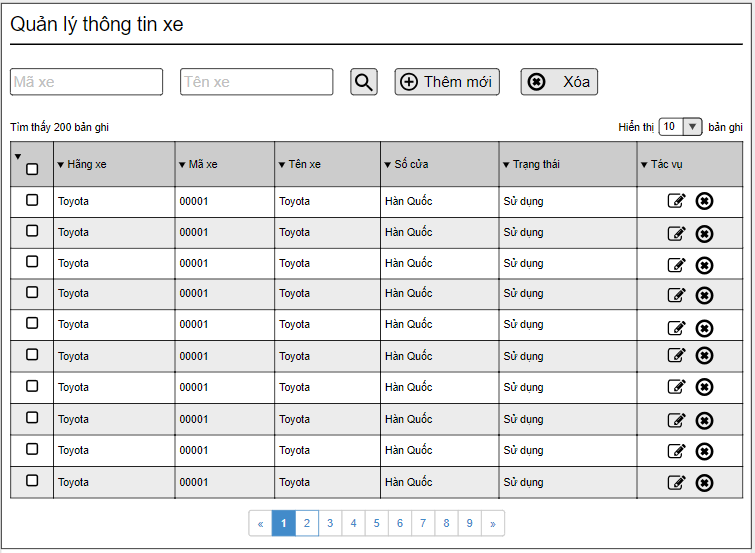 Quản lý thông tin xe
Mã xe Tên xe Thêm mới Xóa
Tìm thấy 200 bản ghi Hiển thị 10 bản ghi
Hãng xe Mã xe Tên xe Số cửa Trạng thái Tác vụ
Toyota 00001 Toyota Hàn Quốc Sử dụng
Toyota 00001 Toyota Hàn Quốc Sử dụng
Toyota 00001 Toyota Hàn Quốc Sử dụng
Toyota 00001 Toyota Hàn Quốc Sử dụng
Toyota 00001 Toyota Hàn Quốc Sử dụng
Toyota 00001 Toyota Hàn Quốc Sử dụng
Toyota 00001 Toyota Hàn Quốc Sử dụng
Toyota 00001 Toyota Hàn Quốc Sử dụng
Toyota 00001 Toyota Hàn Quốc Sử dụng
Toyota 00001 Toyota Hàn Quốc Sử dụng
« 1 2 3 4 5 6 7 8 9 »